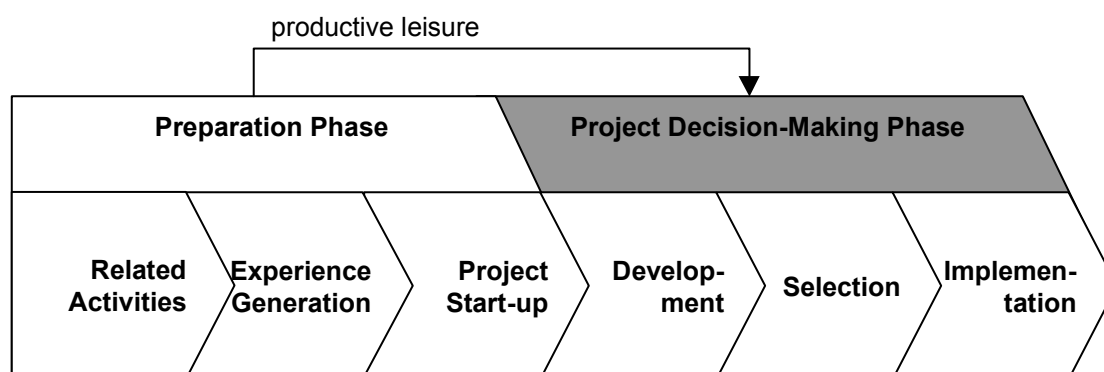 productive leisure
Preparation Phase
Project Decision-Making Phase
Related
Activities
Experience
Generation
Project
Start-up
Develop-
ment
Selection
Implemen-
tation